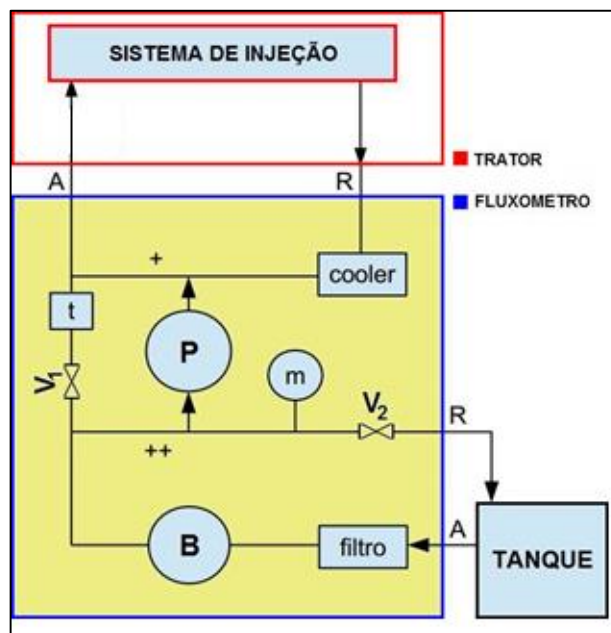 SISTEMA DE INJEÇÃO
TRATOR
A
R
FLUXOMETRO
+
cooler
t
P
V1
m
V2
R
++
B
filtro
A
TANQUE